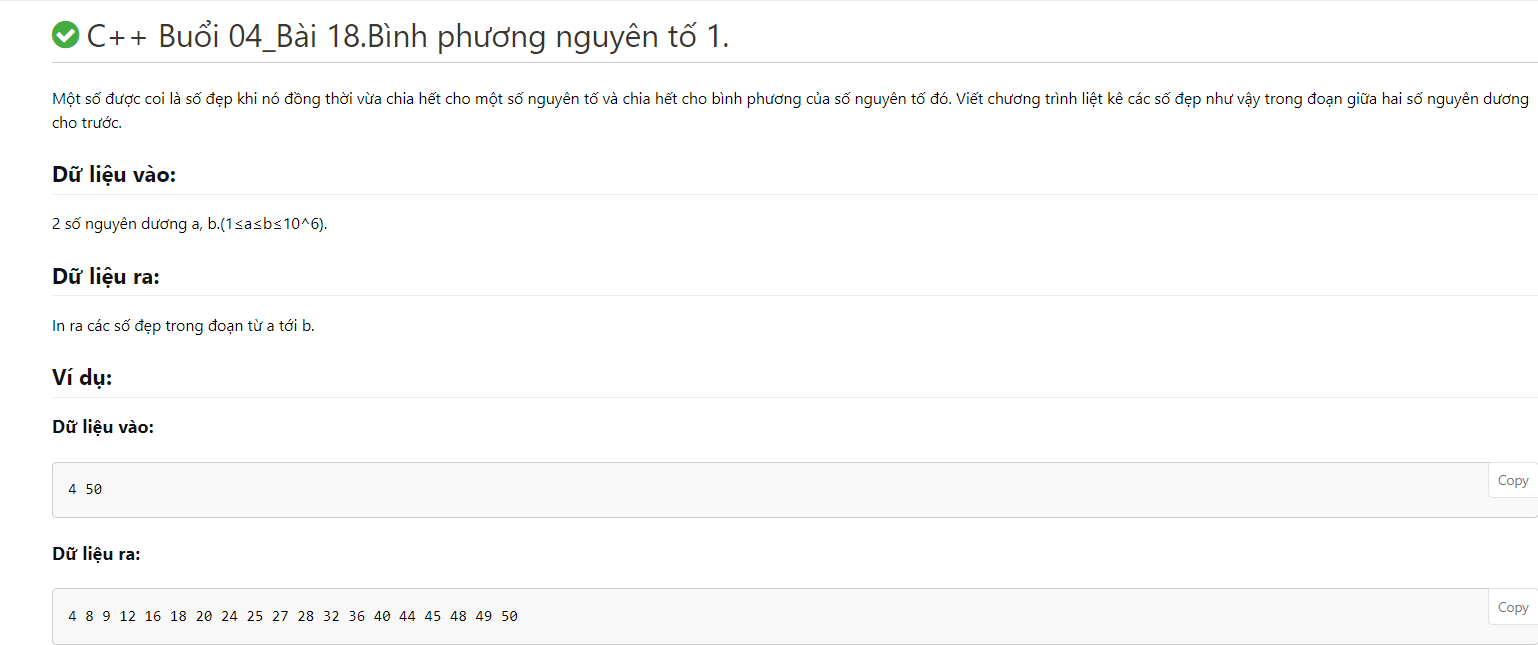 C++ Buổi 04_Bài 18.Bình phương nguyên tố 1.
Một số được coi là số đẹp khi nó đồng thời vừa chia hết cho một số nguyên tố và chia hết cho bình phương của số nguyên tố đó. Viết chương trình liệt kê các số đẹp như vậy trong đoạn giữa hai số nguyên dương
cho trước.
Dữ liệu vào:
2 số nguyên dương a, b.(1≤a≤b≤10^6).
Dữ liệu ra:
In ra các số đẹp trong đoạn từ a tới b.
Ví dụ:
Dữ liệu vào:
Copy
4 50
Dữ liệu ra:
Copy
4 8 9 12 16 18 20 24 25 27 28 32 36 40 44 45 48 49 50